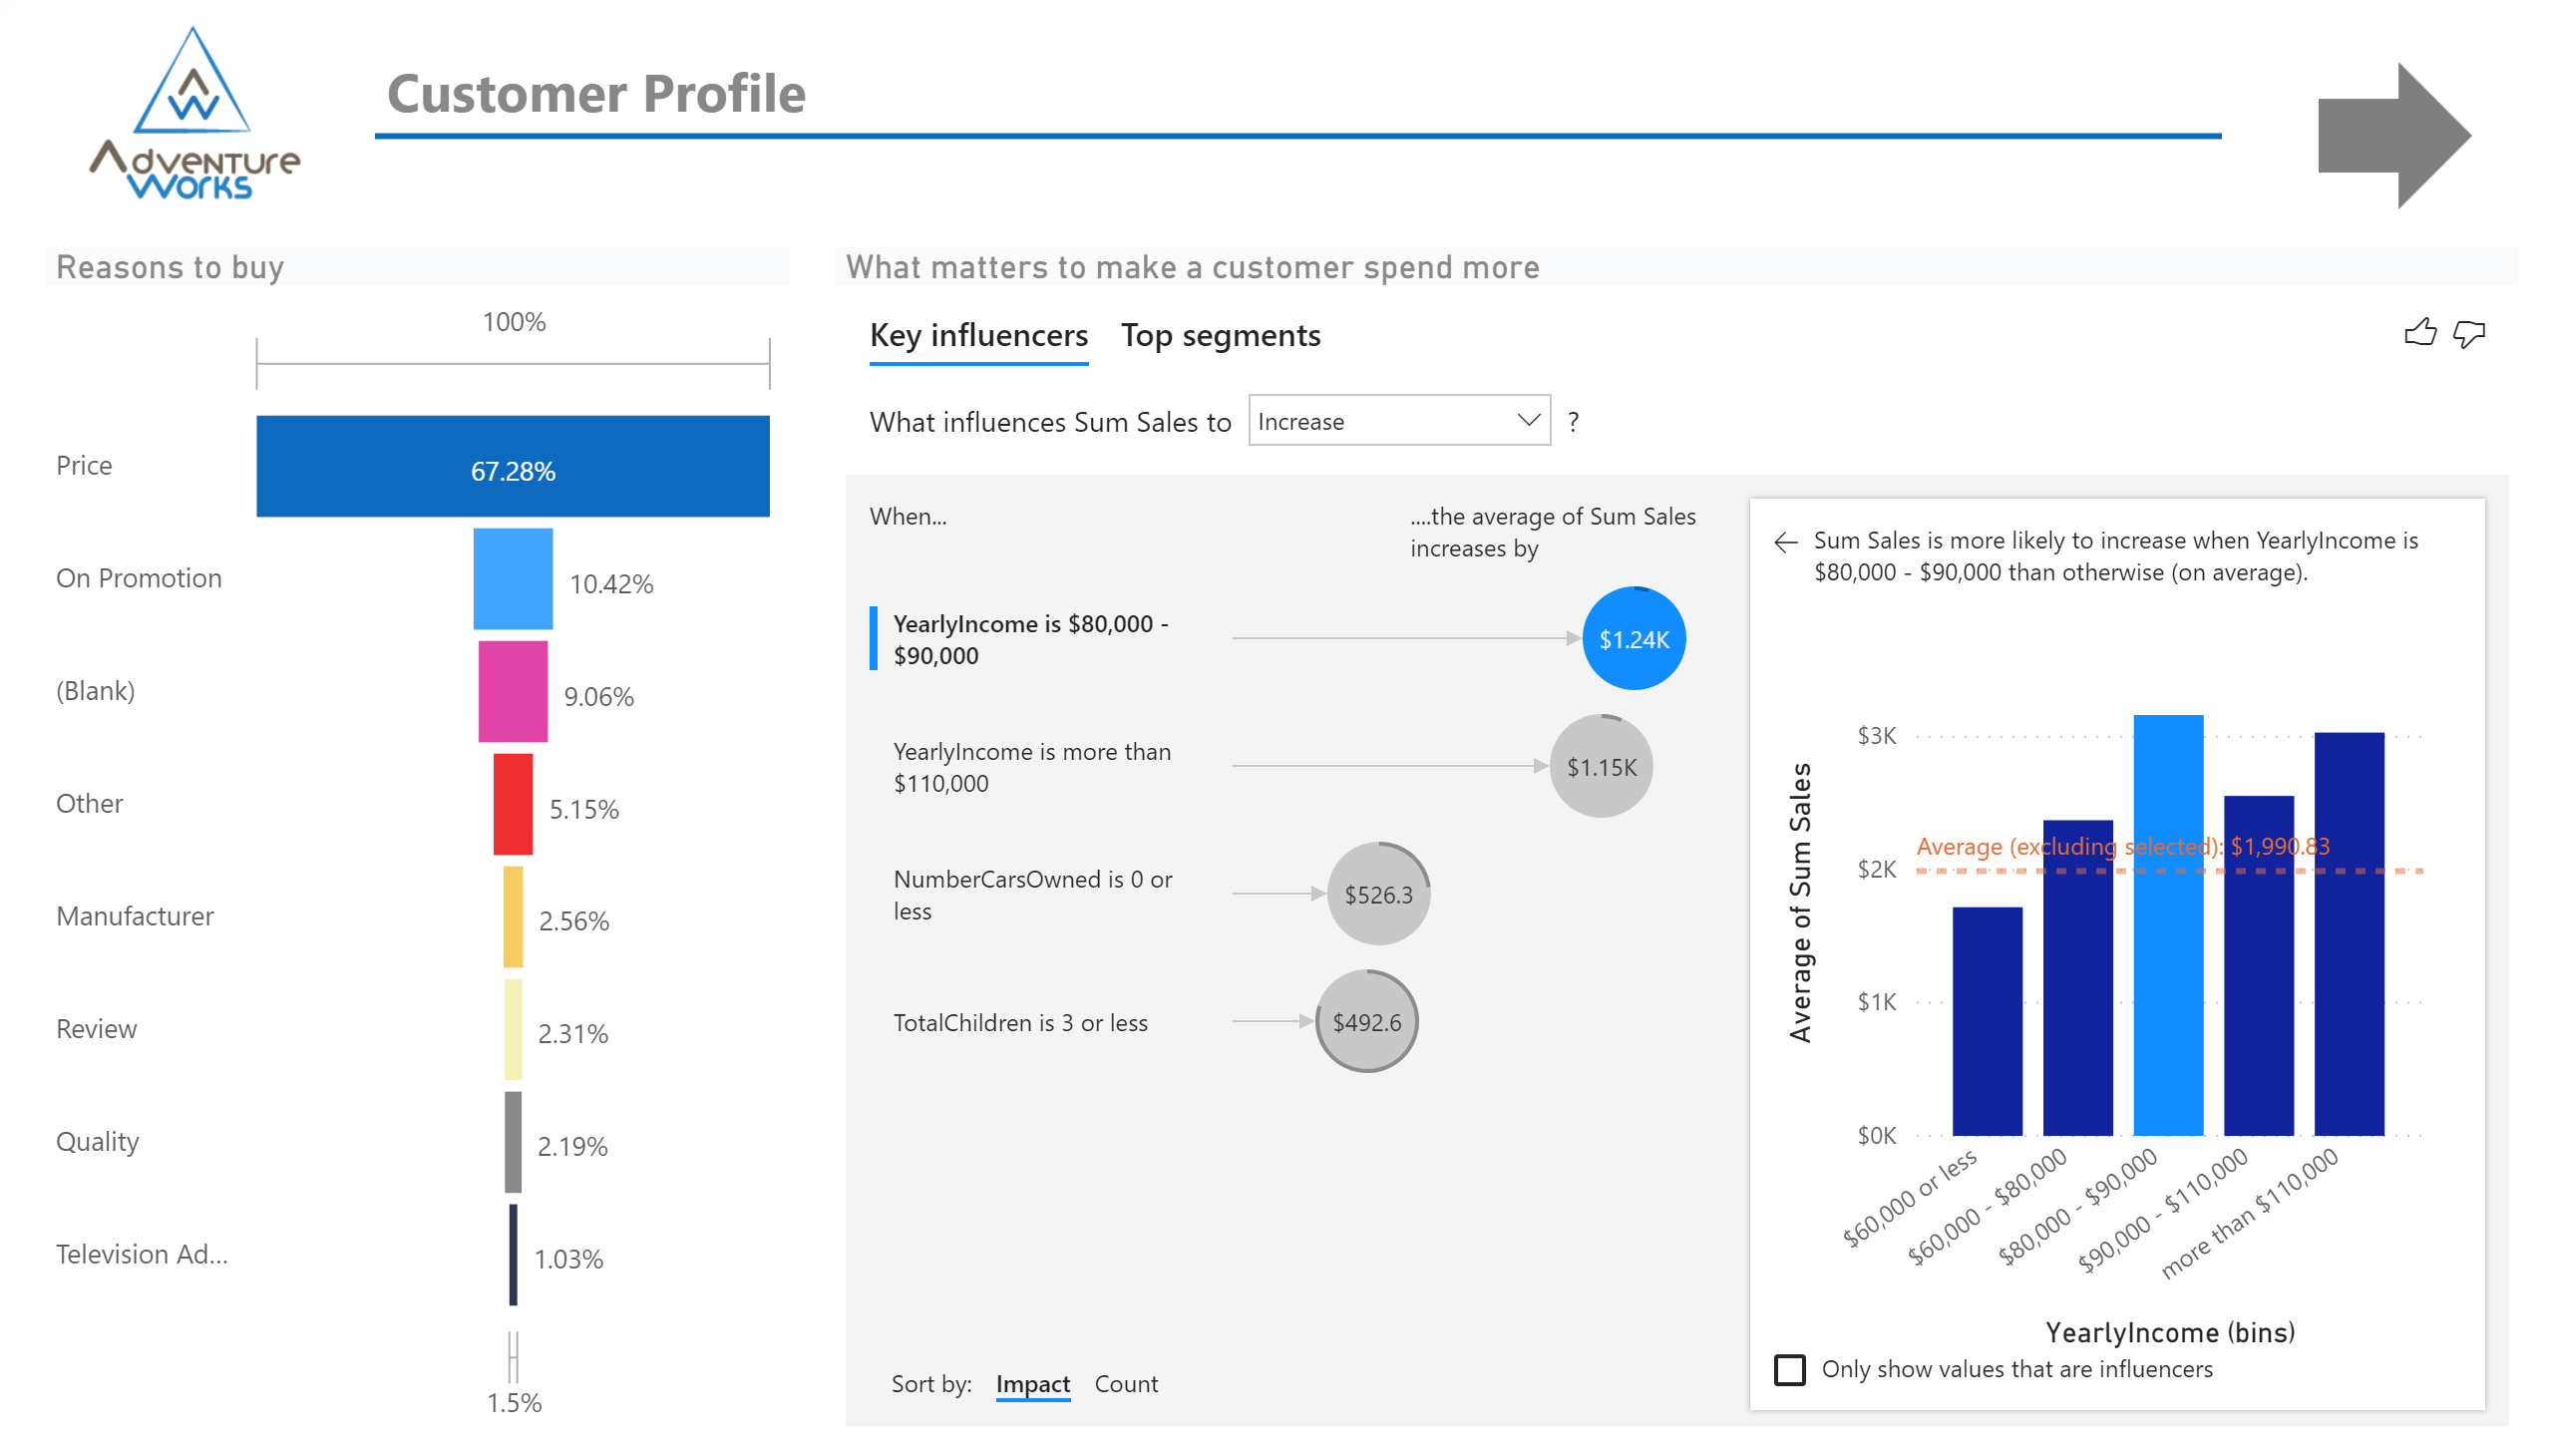 AW
Adventure
Works
Customer Profile
Reasons to buy
100%
Price
67.28%
On Promotion
10.42%
(Blank)
9.06%
Other
5.15%
Manufacturer
2.56%
Review
2.31%
Quality
2.19%
Television Ad...
1.03%
1.5%
What matters to make a customer spend more
Key influencers
Top segments
What influences Sum Sales to
Increase
?
When...
....the average of Sum Sales
increases by
YearlyIncome is $80,000 -
$90,000
$1.24K
YearlyIncome is more than
$110,000
$1.15K
NumberCarsOwned is 0 or
less
$526.3
TotalChildren is 3 or less
$492.6
Sort by:
Impact
Count
Sum Sales is more likely to increase when YearlyIncome is
$80,000 - $90,000 than otherwise (on average).
Average of Sum Sales
$3K
Average (excluding selected): $1,990.83
$2K
$1K
$0K
$60,000 or less
$60,000 - $80,000
$80,000 - $90,000
$90,000 - $110,000
more than $110,000
YearlyIncome (bins)
Only show values that are influencers